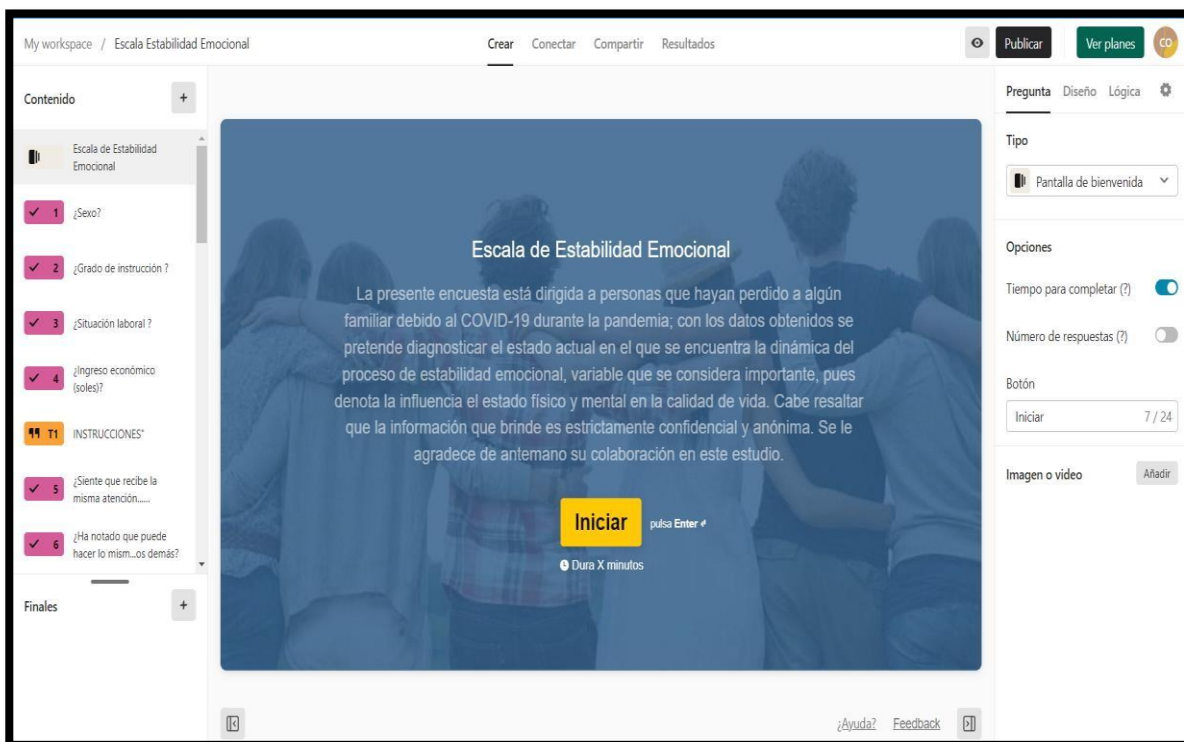 My workspace / Escala Estabilidad Emocional
Crear Conectar Compartir Resultados
Publicar
Ver planes
CO
Contenido +
Escala de Estabilidad
Emocional
1 ¿Sexo?
2 ¿Grado de instrucción ?
3 ¿Situación laboral ?
4 ¿Ingreso económico
(soles)?
T1 INSTRUCCIONES"
5 ¿Siente que recibe la
misma atención......
6 ¿Ha notado que puede
hacer lo mism...os demás?
Finales +
Escala de Estabilidad Emocional
La presente encuesta está dirigida a personas que hayan perdido a algún
familiar debido al COVID-19 durante la pandemia; con los datos obtenidos se
pretende diagnosticar el estado actual en el que se encuentra la dinámica del
proceso de estabilidad emocional, variable que se considera importante, pues
denota la influencia el estado físico y mental en la calidad de vida. Cabe resaltar
que la información que brinde es estrictamente confidencial y anónima. Se le
agradece de antemano su colaboración en este estudio.
Iniciar pulsa Enter ↵
Dura X minutos
¿Ayuda? Feedback
Pregunta Diseño Lógica
Tipo
Pantalla de bienvenida
Opciones
Tiempo para completar (?)
Número de respuestas (?)
Botón
Iniciar 7 / 24
Imagen o video Añadir